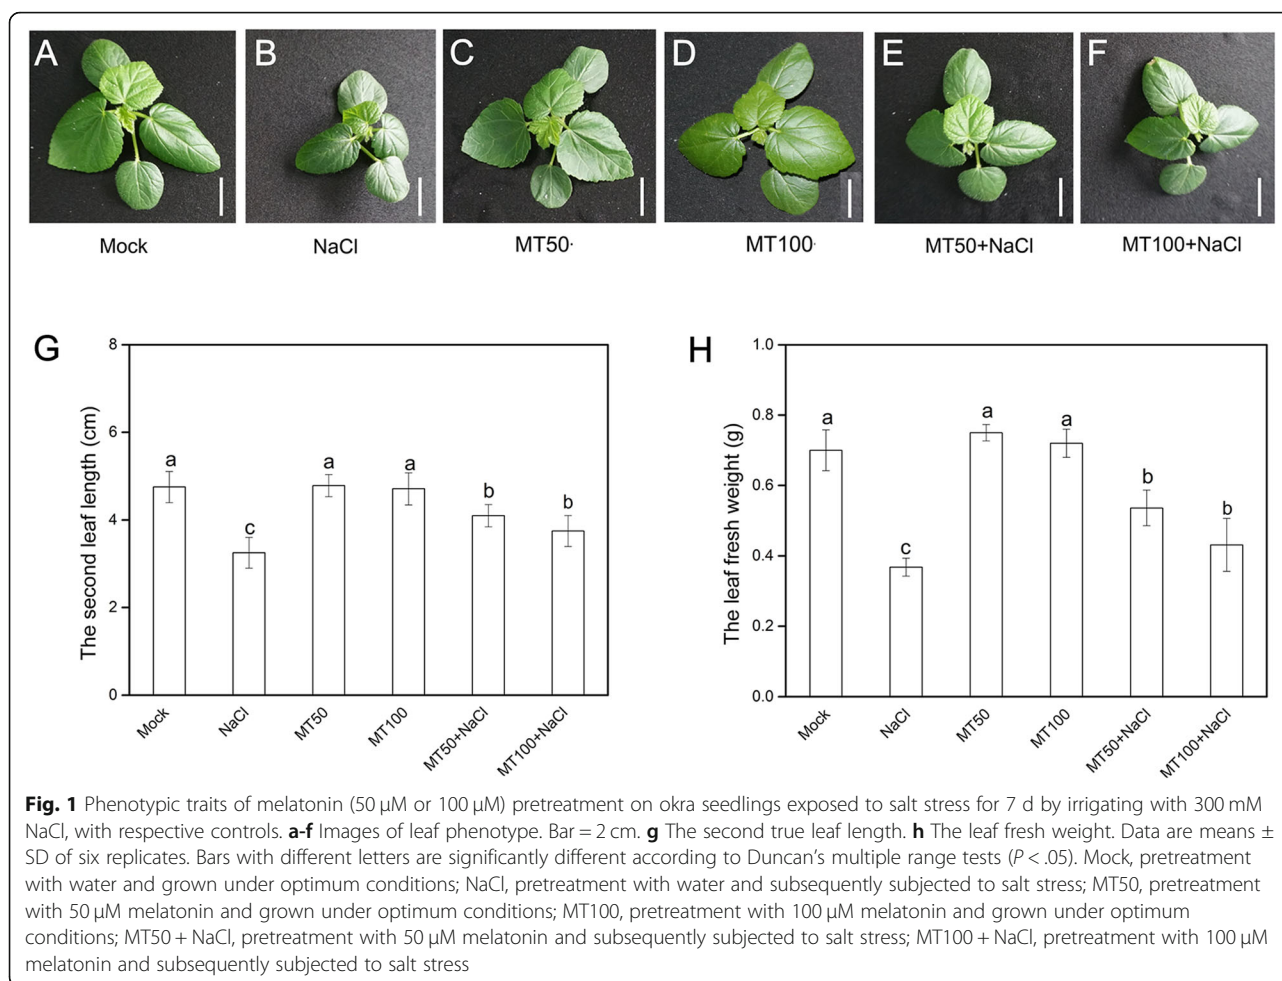 A B C D E F
Mock NaCl MT50· MT100· MT50+NaCl MT100+NaCl
G
The second leaf length (cm)
8
6
4
2
0
a c a a b b
Mock NaCl MT50 MT100 MT50+NaCl MT100+NaCl
H
The leaf fresh weight (g)
1.0
0.8
0.6
0.4
0.2
0.0
a c a a b b
Mock NaCl MT50 MT100 MT50+NaCl MT100+NaCl
Fig. 1 Phenotypic traits of melatonin (50 μM or 100 μM) pretreatment on okra seedlings exposed to salt stress for 7 d by irrigating with 300 mM
NaCl, with respective controls. a-f Images of leaf phenotype. Bar = 2 cm. g The second true leaf length. h The leaf fresh weight. Data are means ±
SD of six replicates. Bars with different letters are significantly different according to Duncan's multiple range tests (P < .05). Mock, pretreatment
with water and grown under optimum conditions; NaCl, pretreatment with water and subsequently subjected to salt stress; MT50, pretreatment
with 50 μM melatonin and grown under optimum conditions; MT100, pretreatment with 100 μM melatonin and grown under optimum
conditions; MT50 + NaCl, pretreatment with 50 μM melatonin and subsequently subjected to salt stress; MT100 + NaCl, pretreatment with 100 μM
melatonin and subsequently subjected to salt stress